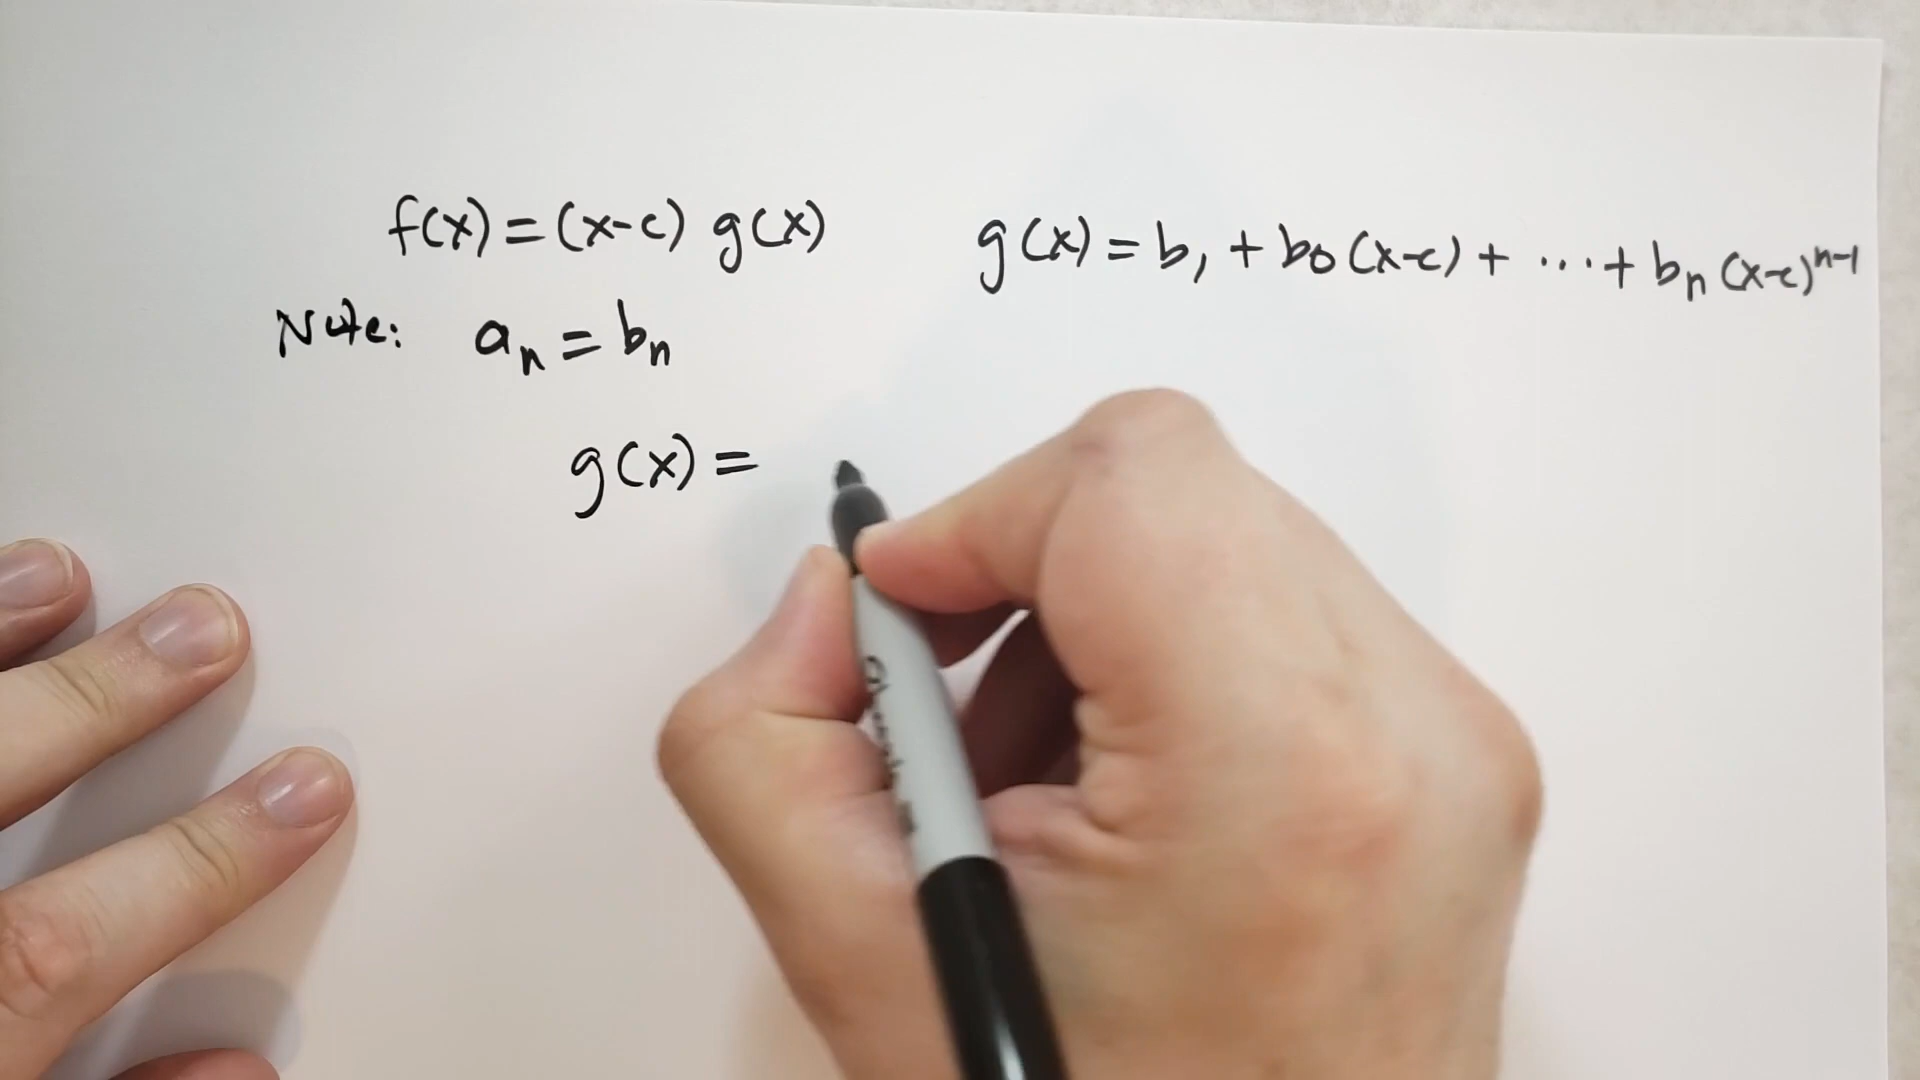 f(x) = (x-c) g(x)
g(x) = b₁ + b₀(x-c) + ⋯ + bₙ(x-c)ⁿ⁻¹
Note: aₙ = bₙ
g(x) =